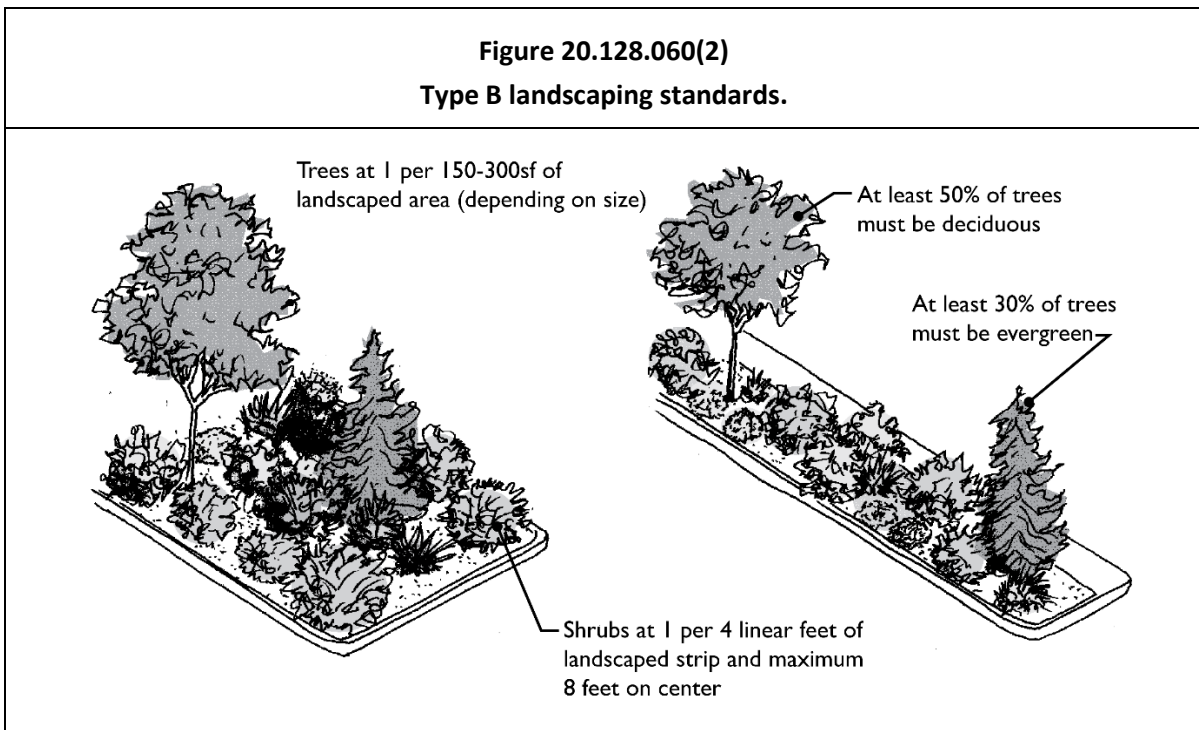 Figure 20.128.060(2)
Type B landscaping standards.
Trees at 1 per 150-300sf of
landscaped area (depending on size)
At least 50% of trees
must be deciduous
At least 30% of trees
must be evergreen
Shrubs at 1 per 4 linear feet of
landscaped strip and maximum
8 feet on center